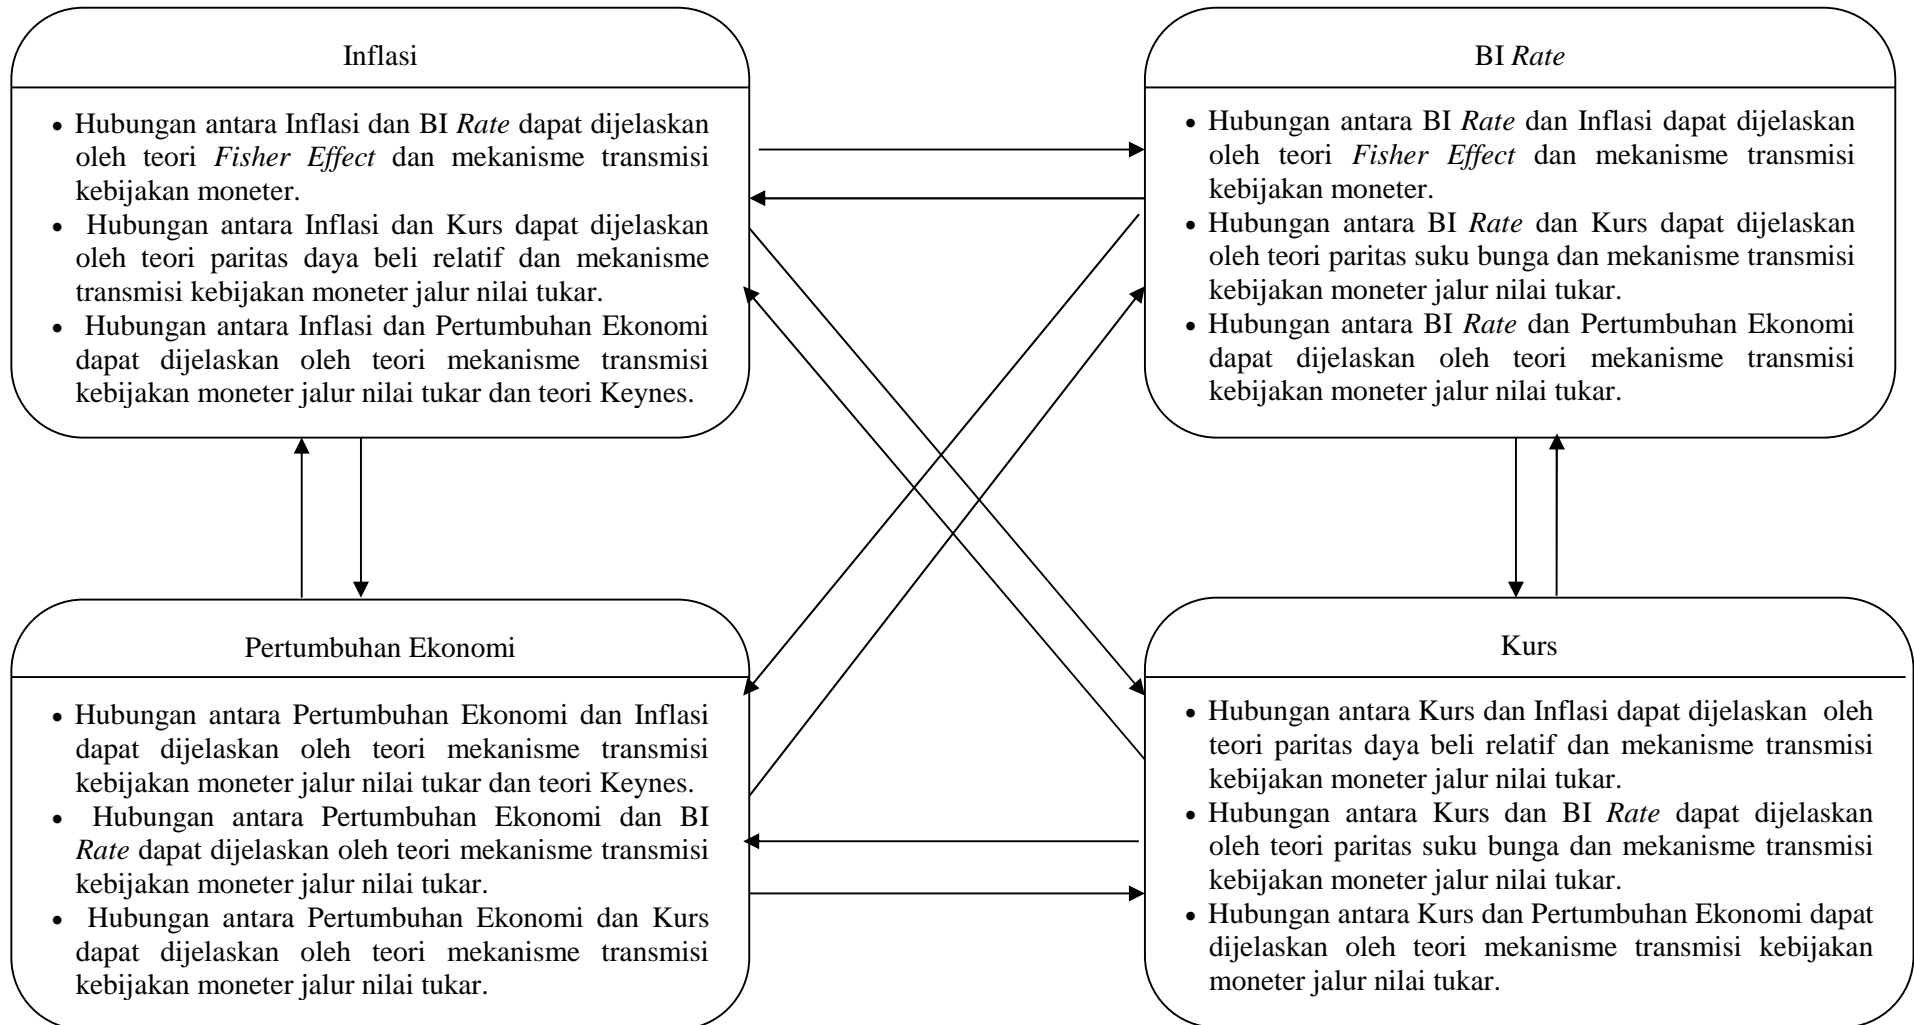 Inflasi
• Hubungan antara Inflasi dan BI Rate dapat dijelaskan
oleh teori Fisher Effect dan mekanisme transmisi
kebijakan moneter.
• Hubungan antara Inflasi dan Kurs dapat dijelaskan
oleh teori paritas daya beli relatif dan mekanisme
transmisi kebijakan moneter jalur nilai tukar.
• Hubungan antara Inflasi dan Pertumbuhan Ekonomi
dapat dijelaskan oleh teori mekanisme transmisi
kebijakan moneter jalur nilai tukar dan teori Keynes.
BI Rate
• Hubungan antara BI Rate dan Inflasi dapat dijelaskan
oleh teori Fisher Effect dan mekanisme transmisi
kebijakan moneter.
• Hubungan antara BI Rate dan Kurs dapat dijelaskan
oleh teori paritas suku bunga dan mekanisme transmisi
kebijakan moneter jalur nilai tukar.
• Hubungan antara BI Rate dan Pertumbuhan Ekonomi
dapat dijelaskan oleh teori mekanisme transmisi
kebijakan moneter jalur nilai tukar.
Pertumbuhan Ekonomi
• Hubungan antara Pertumbuhan Ekonomi dan Inflasi
dapat dijelaskan oleh teori mekanisme transmisi
kebijakan moneter jalur nilai tukar dan teori Keynes.
• Hubungan antara Pertumbuhan Ekonomi dan BI
Rate dapat dijelaskan oleh teori mekanisme transmisi
kebijakan moneter jalur nilai tukar.
• Hubungan antara Pertumbuhan Ekonomi dan Kurs
dapat dijelaskan oleh teori mekanisme transmisi
kebijakan moneter jalur nilai tukar.
Kurs
• Hubungan antara Kurs dan Inflasi dapat dijelaskan oleh
teori paritas daya beli relatif dan mekanisme transmisi
kebijakan moneter jalur nilai tukar.
• Hubungan antara Kurs dan BI Rate dapat dijelaskan
oleh teori paritas suku bunga dan mekanisme transmisi
kebijakan moneter jalur nilai tukar.
• Hubungan antara Kurs dan Pertumbuhan Ekonomi dapat
dijelaskan oleh teori mekanisme transmisi kebijakan
moneter jalur nilai tukar.